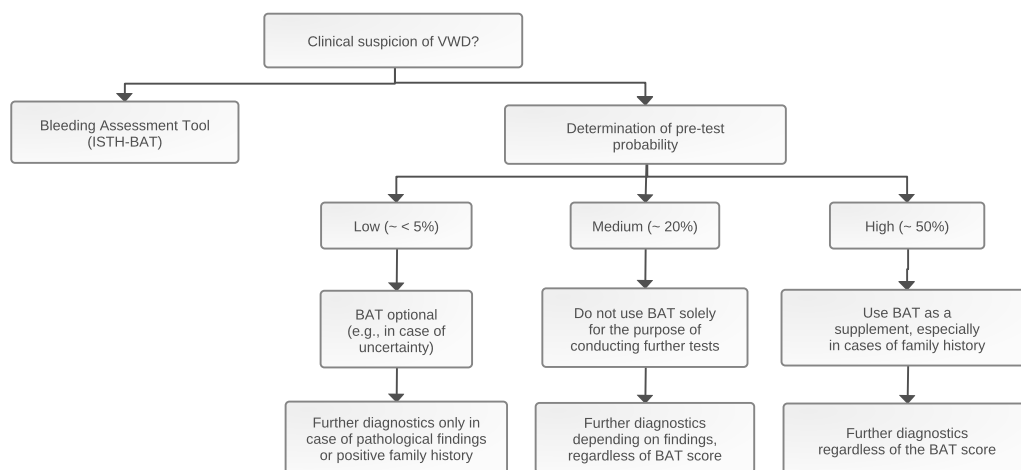 Clinical suspicion of VWD?
Bleeding Assessment Tool
(ISTH-BAT)
Determination of pre-test
probability
Low (~ < 5%)
Medium (~ 20%)
High (~ 50%)
BAT optional
(e.g., in case of
uncertainty)
Do not use BAT solely
for the purpose of
conducting further tests
Use BAT as a
supplement, especially
in cases of family history
Further diagnostics only in
case of pathological findings
or positive family history
Further diagnostics
depending on findings,
regardless of BAT score
Further diagnostics
regardless of the BAT score